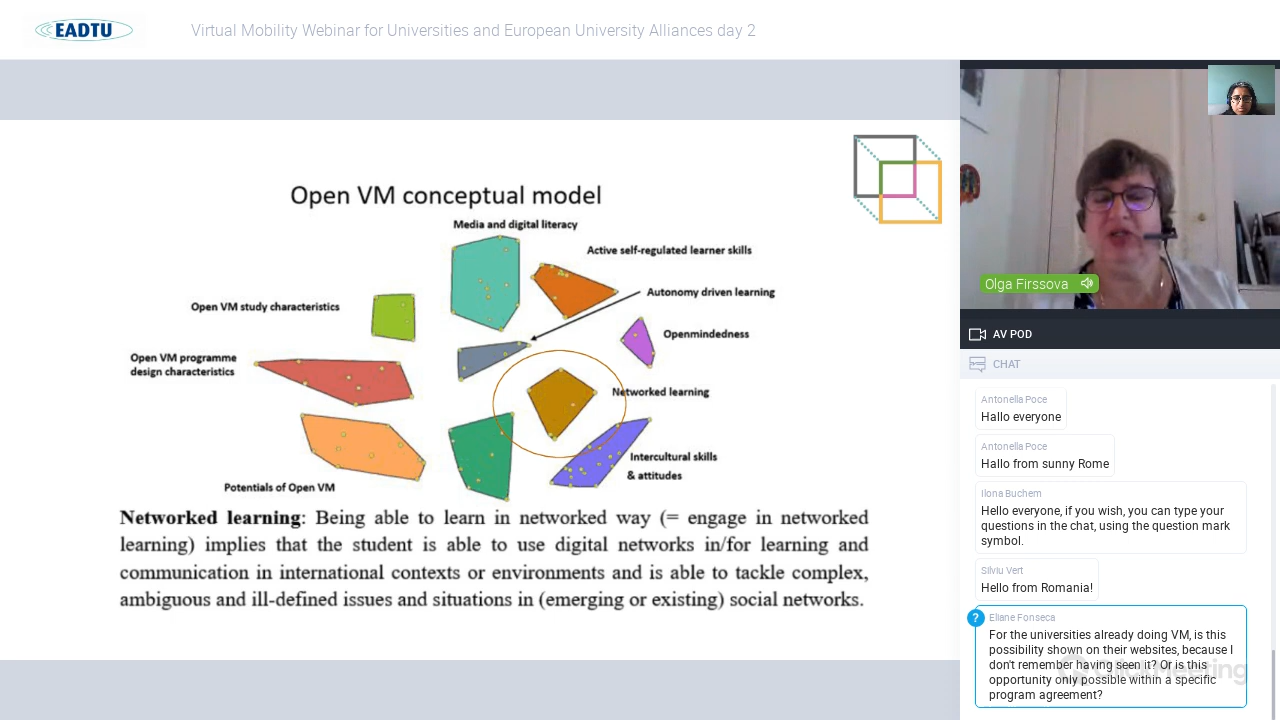 EADTU
Virtual Mobility Webinar for Universities and European University Alliances day 2
Open VM conceptual model
Media and digital literacy
Active self-regulated learner skills
Autonomy driven learning
Open VM study characteristics
Openmindedness
Open VM programme
design characteristics
Networked learning
Intercultural skills
& attitudes
Potentials of Open VM
Networked learning: Being able to learn in networked way (= engage in networked
learning) implies that the student is able to use digital networks in/for learning and
communication in international contexts or environments and is able to tackle complex,
ambiguous and ill-defined issues and situations in (emerging or existing) social networks.
Olga Firssova
AV POD
CHAT
Antonella Poce
Hallo everyone
Antonella Poce
Hallo from sunny Rome
Ilona Buchem
Hello everyone, if you wish, you can type your
questions in the chat, using the question mark
symbol.
Silviu Vert
Hello from Romania!
?
Eliane Fonseca
For the universities already doing VM, is this
possibility shown on their websites, because I
don't remember having seen it? Or is this
opportunity only possible within a specific
program agreement?
ClickMeeting